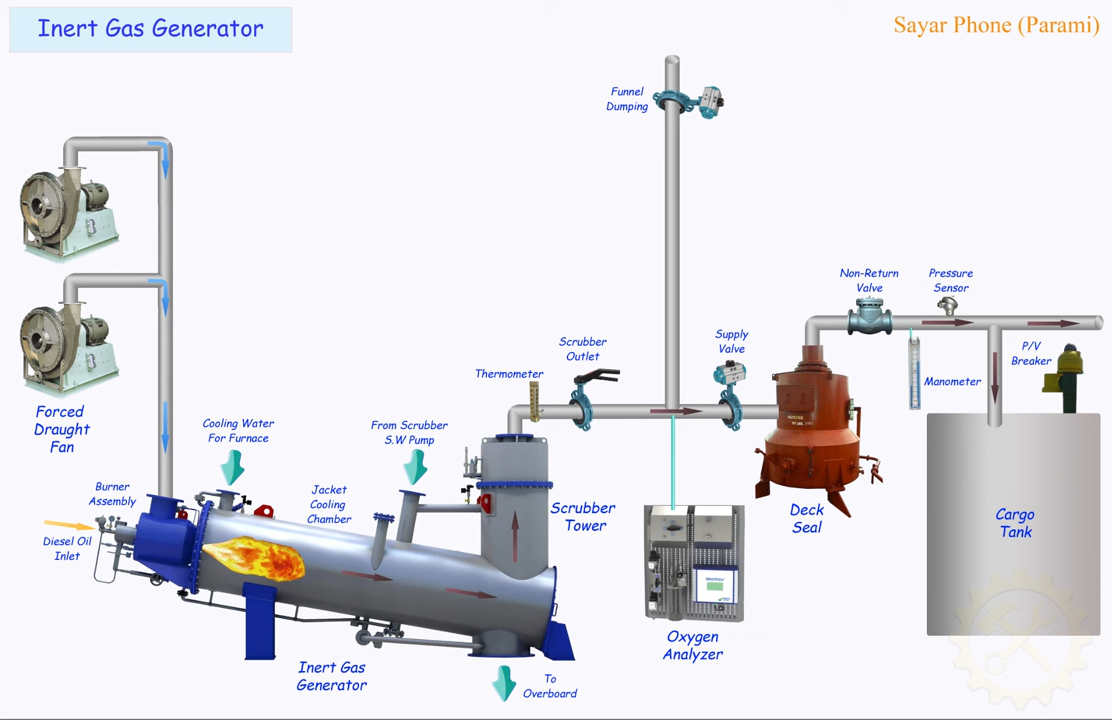 Inert Gas Generator
Sayar Phone (Parami)
Funnel
Dumping
Forced
Draught
Fan
Burner
Assembly
Diesel Oil
Inlet
Cooling Water
For Furnace
Jacket
Cooling
Chamber
From Scrubber
S.W Pump
Thermometer
Scrubber
Outlet
Supply
Valve
Scrubber
Tower
Inert Gas
Generator
To
Overboard
Oxygen
Analyzer
Deck
Seal
Non-Return
Valve
Pressure
Sensor
Manometer
P/V
Breaker
Cargo
Tank